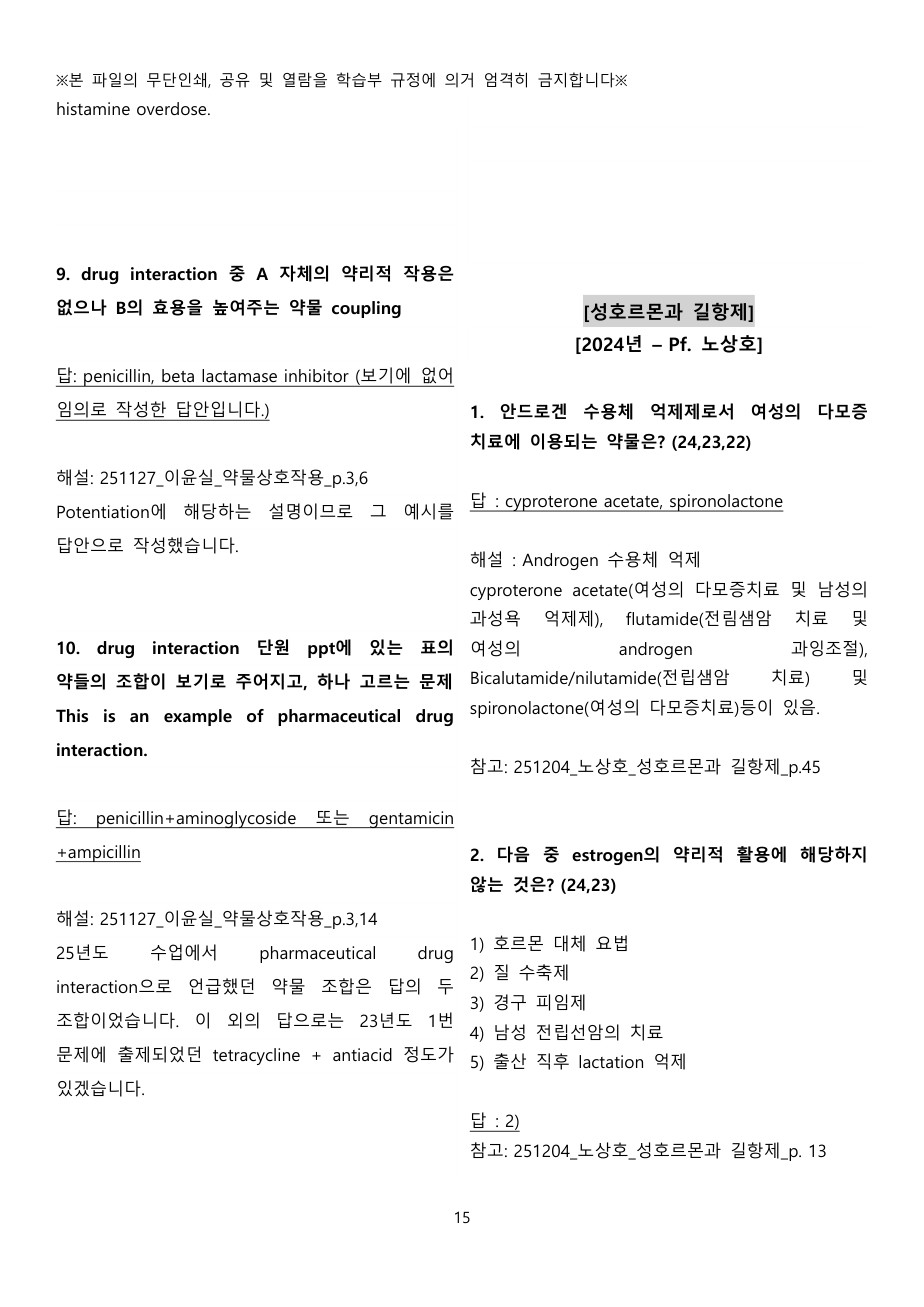 ※본 파일의 무단인쇄, 공유 및 열람을 학습부 규정에 의거 엄격히 금지합니다※
histamine overdose.
9. drug interaction 중 A 자체의 약리적 작용은
없으나 B의 효용을 높여주는 약물 coupling
답: penicillin, beta lactamase inhibitor (보기에 없어
임의로 작성한 답안입니다.)
해설: 251127_이윤실_약물상호작용_p.3,6
Potentiation에 해당하는 설명이므로 그 예시를
답안으로 작성했습니다.
10. drug interaction 단원 ppt에 있는 표의
약들의 조합이 보기로 주어지고, 하나 고르는 문제
This is an example of pharmaceutical drug
interaction.
답: penicillin+aminoglycoside 또는 gentamicin
+ampicillin
해설: 251127_이윤실_약물상호작용_p.3,14
25년도 수업에서 pharmaceutical drug
interaction으로 언급했던 약물 조합은 답의 두
조합이었습니다. 이 외의 답으로는 23년도 1번
문제에 출제되었던 tetracycline + antiacid 정도가
있겠습니다.
[성호르몬과 길항제]
[2024년 – Pf. 노상호]
1. 안드로겐 수용체 억제제로서 여성의 다모증
치료에 이용되는 약물은? (24,23,22)
답 : cyproterone acetate, spironolactone
해설 : Androgen 수용체 억제
cyproterone acetate(여성의 다모증치료 및 남성의
과성욕 억제제), flutamide(전림샘암 치료 및
여성의 androgen 과잉조절),
Bicalutamide/nilutamide(전립샘암 치료) 및
spironolactone(여성의 다모증치료)등이 있음.
참고: 251204_노상호_성호르몬과 길항제_p.45
2. 다음 중 estrogen의 약리적 활용에 해당하지
않는 것은? (24,23)
1) 호르몬 대체 요법
2) 질 수축제
3) 경구 피임제
4) 남성 전립선암의 치료
5) 출산 직후 lactation 억제
답 : 2)
참고: 251204_노상호_성호르몬과 길항제_p. 13
15